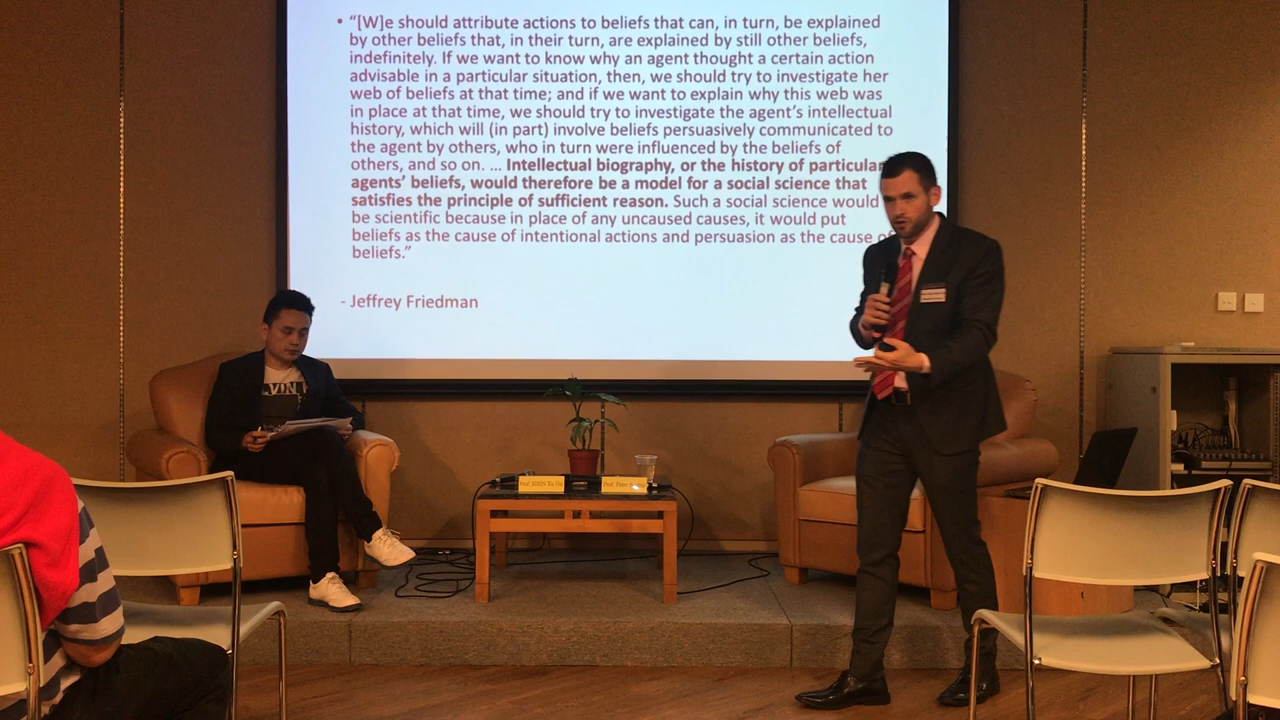 • “[W]e should attribute actions to beliefs that can, in turn, be explained
by other beliefs that, in their turn, are explained by still other beliefs,
indefinitely. If we want to know why an agent thought a certain action
advisable in a particular situation, then, we should try to investigate her
web of beliefs at that time; and if we want to explain why this web was
in place at that time, we should try to investigate the agent’s intellectual
history, which will (in part) involve beliefs persuasively communicated to
the agent by others, who in turn were influenced by the beliefs of
others, and so on. ... Intellectual biography, or the history of particular
agents’ beliefs, would therefore be a model for a social science that
satisfies the principle of sufficient reason. Such a social science would
be scientific because in place of any uncaused causes, it would put
beliefs as the cause of intentional actions and persuasion as the cause of
beliefs.”
- Jeffrey Friedman
VIN
Prof.
Prof. Peter